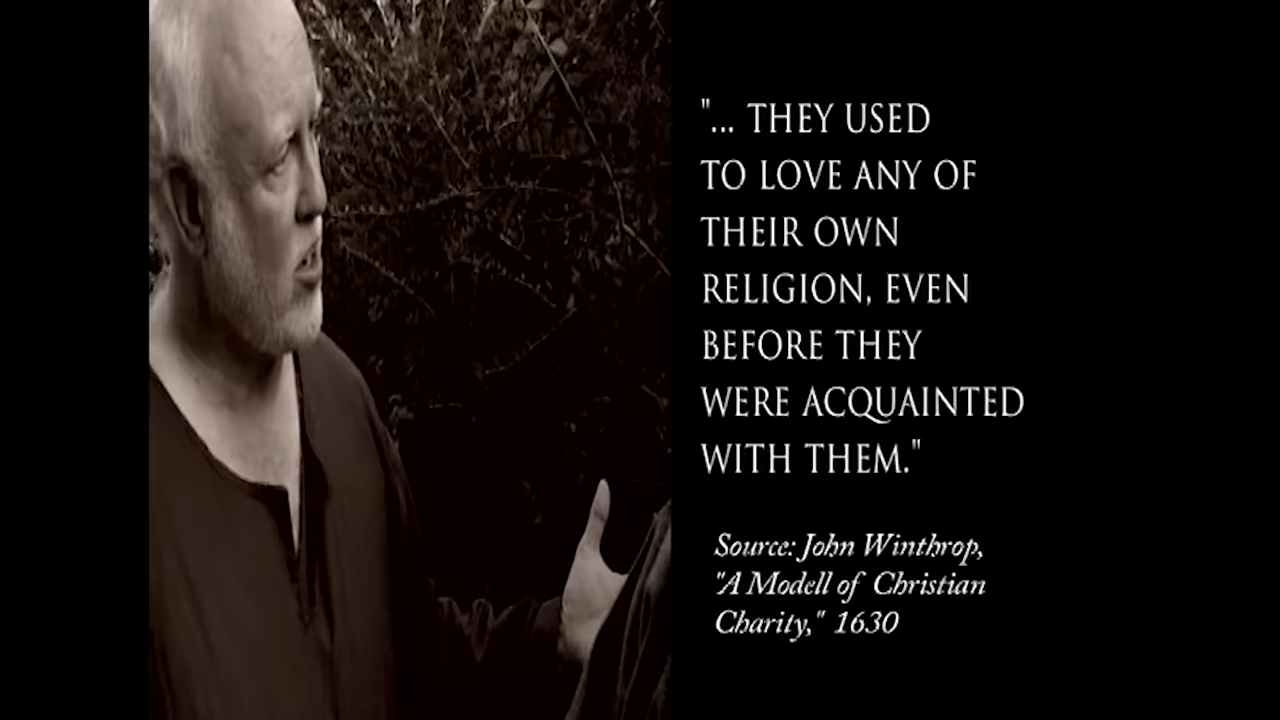 "... THEY USED
TO LOVE ANY OF
THEIR OWN
RELIGION, EVEN
BEFORE THEY
WERE ACQUAINTED
WITH THEM."
Source: John Winthrop,
"A Modell of Christian
Charity," 1630